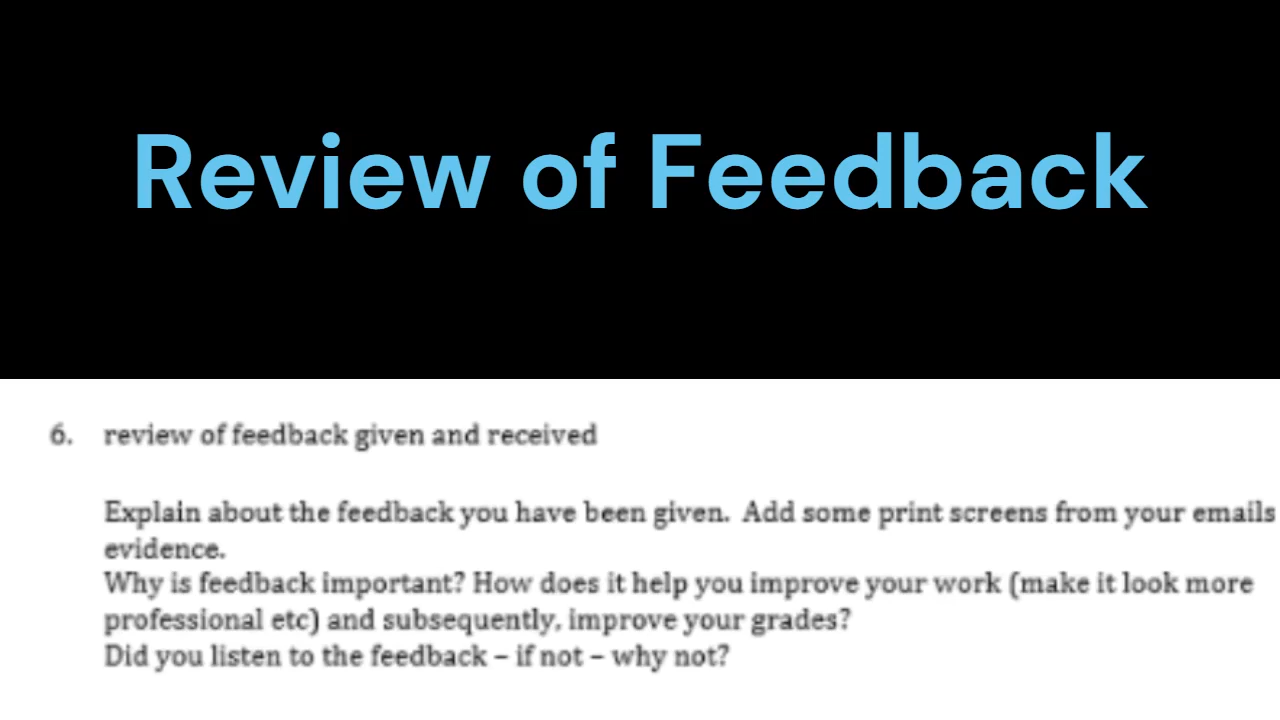 Review of Feedback
6. review of feedback given and received
Explain about the feedback you have been given. Add some print screens from your emails
evidence.
Why is feedback important? How does it help you improve your work (make it look more
professional etc) and subsequently, improve your grades?
Did you listen to the feedback – if not – why not?